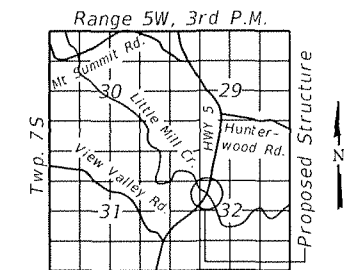 Range 5W, 3rd P.M.
Mt Summit Rd.
30
29
Little Mill Cr.
HWY 5
Hunter-
wood Rd.
Twp. 7S
View Valley Rd.
31
32
Proposed Structure
N